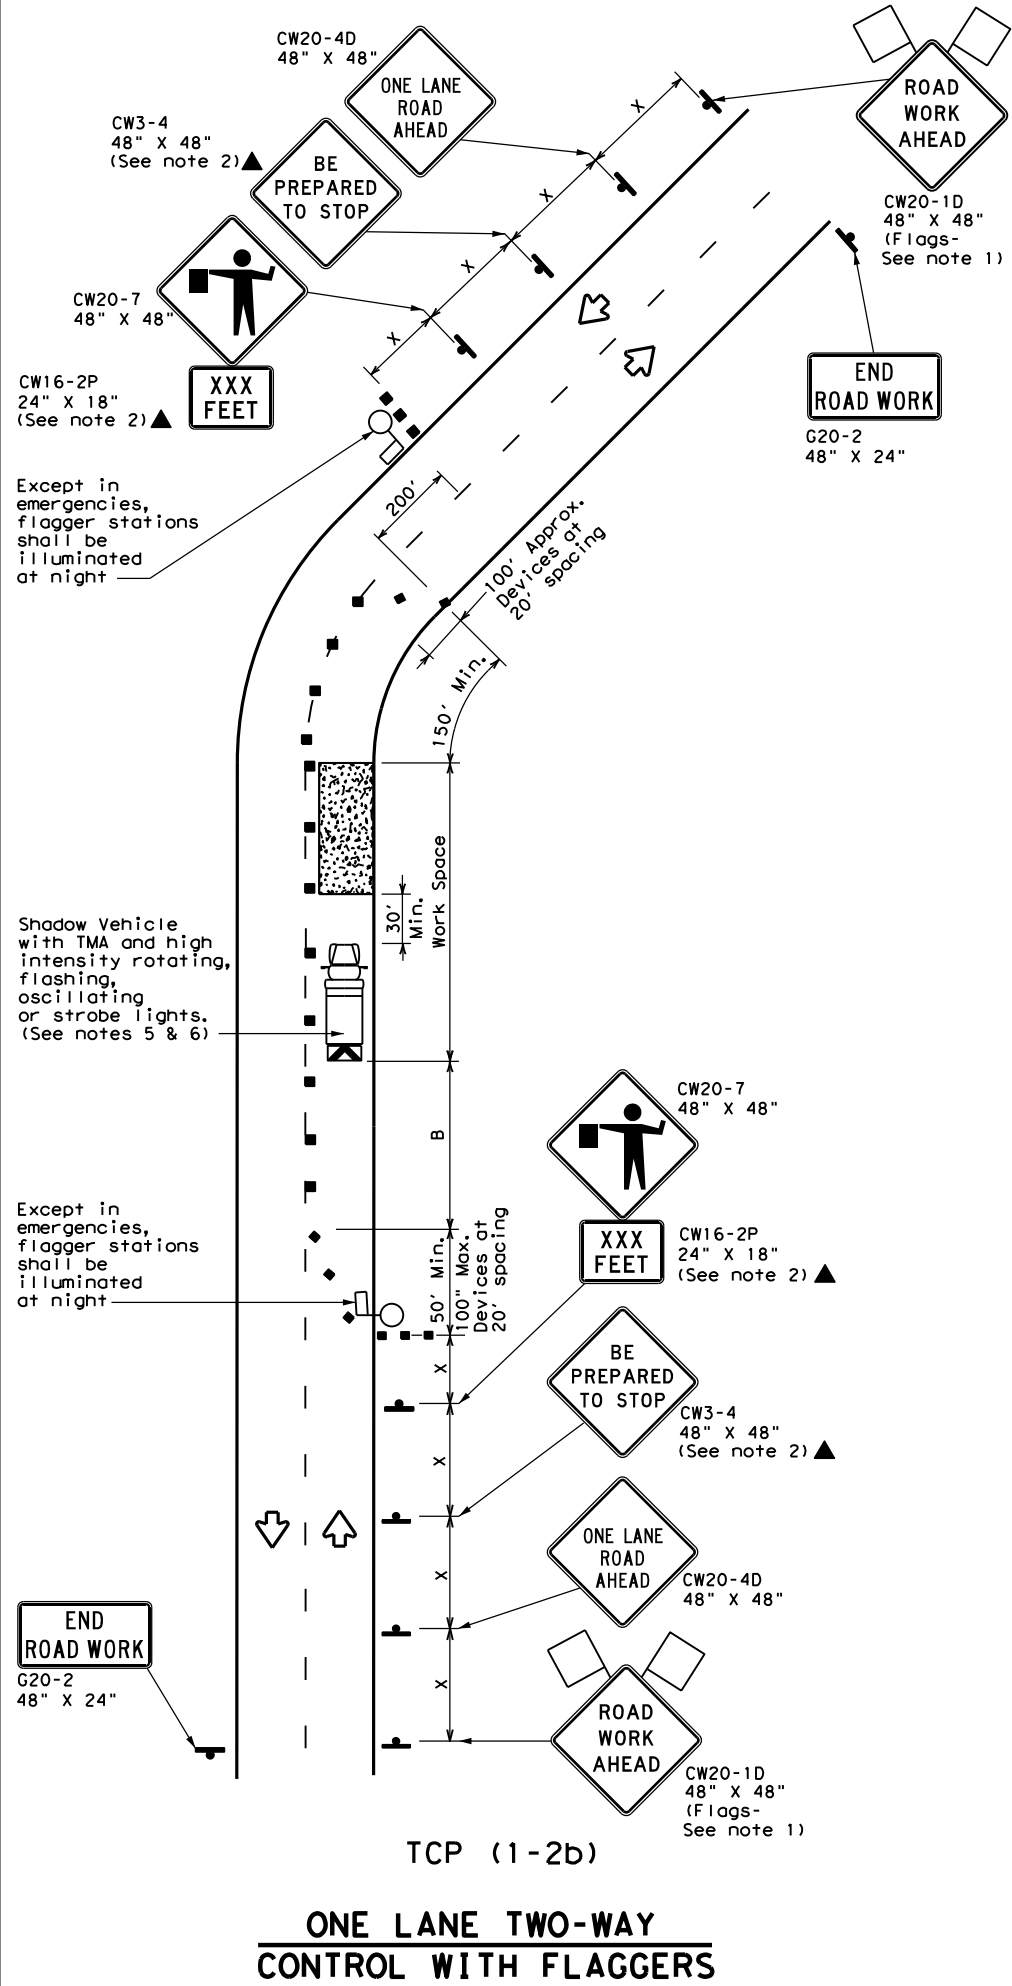 CW20-4D
48" X 48"
ONE LANE
ROAD
AHEAD
X
ROAD
WORK
AHEAD
CW20-1D
48" X 48"
(Flags-
See note 1)
CW3-4
48" X 48"
(See note 2)
BE
PREPARED
TO STOP
X
X
CW20-7
48" X 48"
X
CW16-2P
24" X 18"
(See note 2)
XXX
FEET
END
ROAD WORK
G20-2
48" X 24"
Except in
emergencies,
flagger stations
shall be
illuminated
at night
200'
100' Approx.
Devices at
20' spacing
150' Min.
Work Space
30'
Min.
Shadow Vehicle
with TMA and high
intensity rotating,
flashing,
oscillating
or strobe lights.
(See notes 5 & 6)
B
CW20-7
48" X 48"
Except in
emergencies,
flagger stations
shall be
illuminated
at night
50' Min.
100" Max.
Devices at
20' spacing
XXX
FEET
CW16-2P
24" X 18"
(See note 2)
X
BE
PREPARED
TO STOP
CW3-4
48" X 48"
(See note 2)
X
ONE LANE
ROAD
AHEAD
CW20-4D
48" X 48"
X
END
ROAD WORK
G20-2
48" X 24"
X
ROAD
WORK
AHEAD
CW20-1D
48" X 48"
(Flags-
See note 1)
TCP (1-2b)
ONE LANE TWO-WAY
CONTROL WITH FLAGGERS